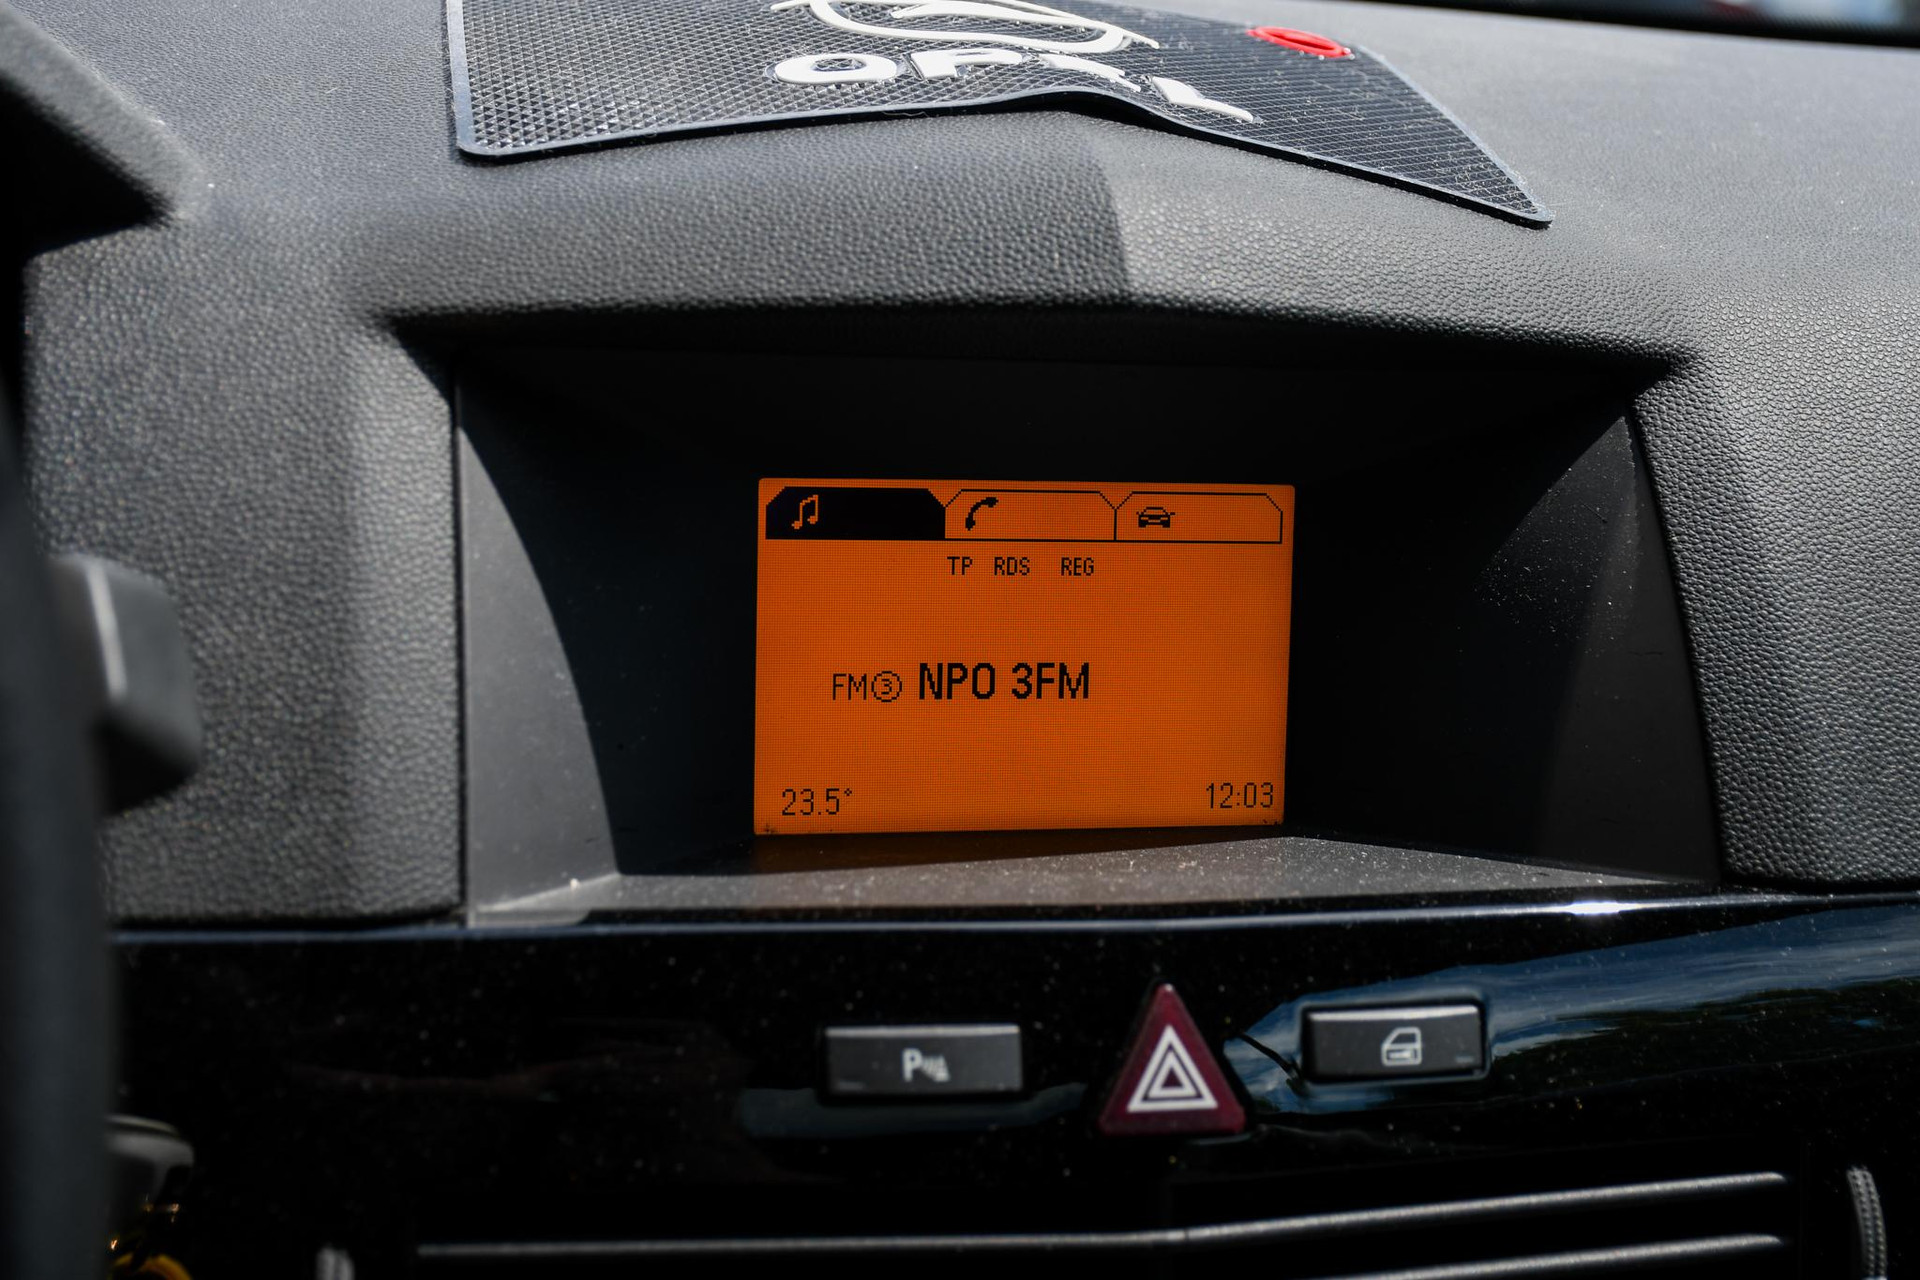 OPEL
TP RDS REG
FM③ NPO 3FM
23.5° 12:03
P